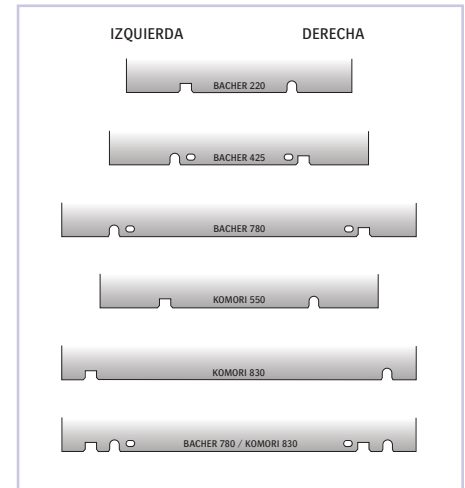 IZQUIERDA DERECHA
BACHER 220
BACHER 425
BACHER 780
KOMORI 550
KOMORI 830
BACHER 780 / KOMORI 830